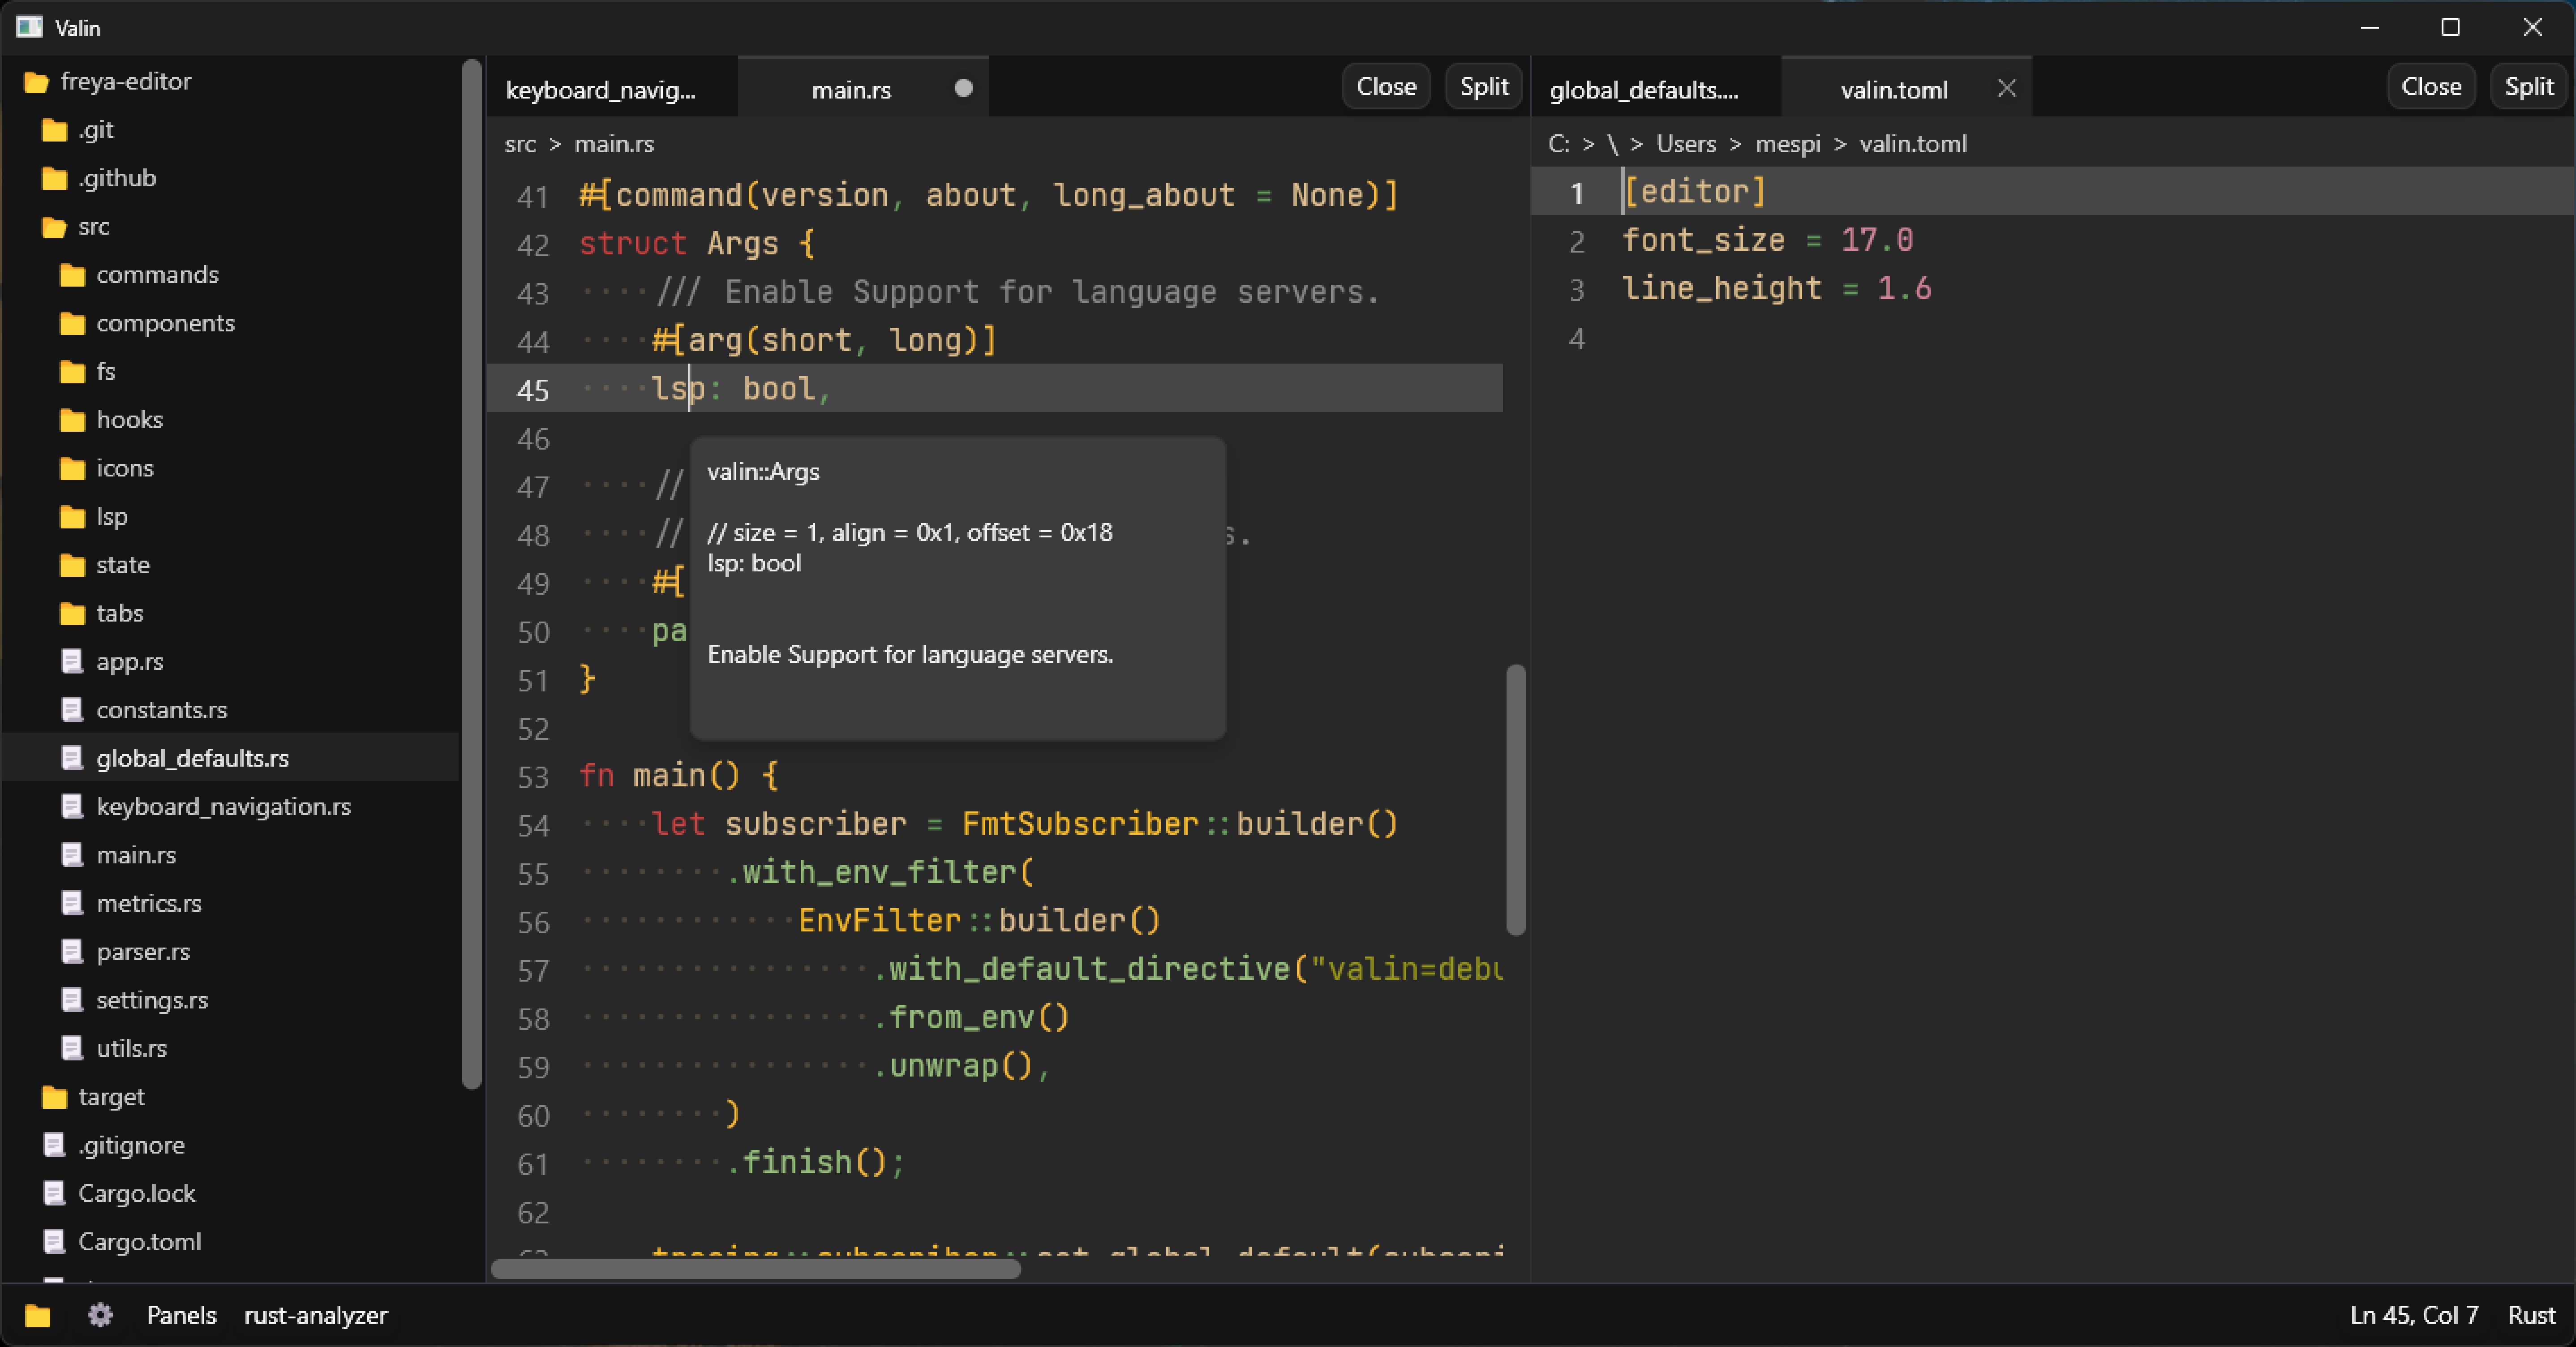 Valin
freya-editor
.git
.github
src
commands
components
fs
hooks
icons
lsp
state
tabs
app.rs
constants.rs
global_defaults.rs
keyboard_navigation.rs
main.rs
metrics.rs
parser.rs
settings.rs
utils.rs
target
.gitignore
Cargo.lock
Cargo.toml
keyboard_navig...
main.rs
Close
Split
src > main.rs
41 #[command(version, about, long_about = None)]
42 struct Args {
43 ····/// Enable Support for language servers.
44 ····#[arg(short, long)]
45 ····lsp: bool,
46
47 ····//
48 ····// s.
49 ····#[
50 ····pa
51 }
52
valin::Args
// size = 1, align = 0x1, offset = 0x18
lsp: bool
Enable Support for language servers.
53 fn main() {
54 ····let subscriber = FmtSubscriber::builder()
55 ········.with_env_filter(
56 ············EnvFilter::builder()
57 ················.with_default_directive("valin=debu
58 ················.from_env()
59 ················.unwrap(),
60 ········)
61 ········.finish();
62
63 tracing::subscriber::set_global_default(subscri
global_defaults....
valin.toml
Close
Split
C: > \ > Users > mespi > valin.toml
1 [editor]
2 font_size = 17.0
3 line_height = 1.6
4
Panels
rust-analyzer
Ln 45, Col 7
Rust